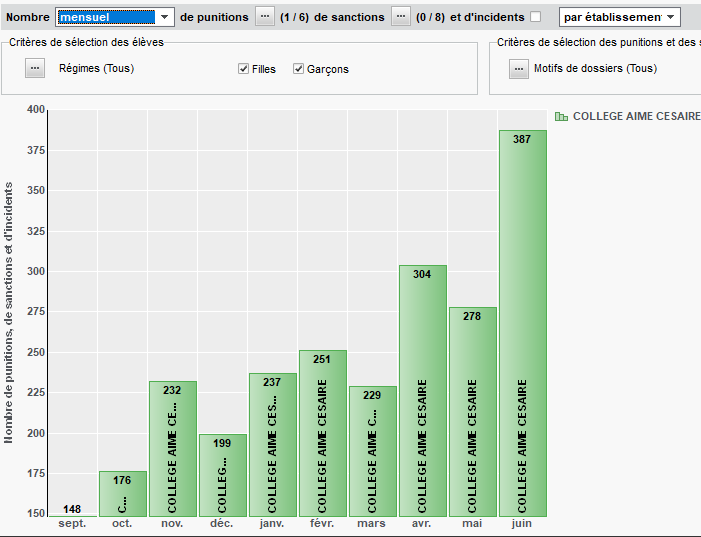 Nombre mensuel de punitions ... (1 / 6) de sanctions ... (0 / 8) et d'incidents par établissement
Critères de sélection des élèves
Critères de sélection des punitions et des s
... Régimes (Tous) Filles Garçons
... Motifs de dossiers (Tous)
COLLEGE AIME CESAIRE
Nombre de punitions, de sanctions et d'incidents
400
375
350
325
300
275
250
225
200
175
150
148
176
232
199
237
251
229
304
278
387
C...
COLLEGE AIME CE...
COLLEG...
COLLEGE AIME CES...
COLLEGE AIME CESAIRE
COLLEGE AIME C...
COLLEGE AIME CESAIRE
COLLEGE AIME CESAIRE
COLLEGE AIME CESAIRE
sept. oct. nov. déc. janv. févr. mars avr. mai juin